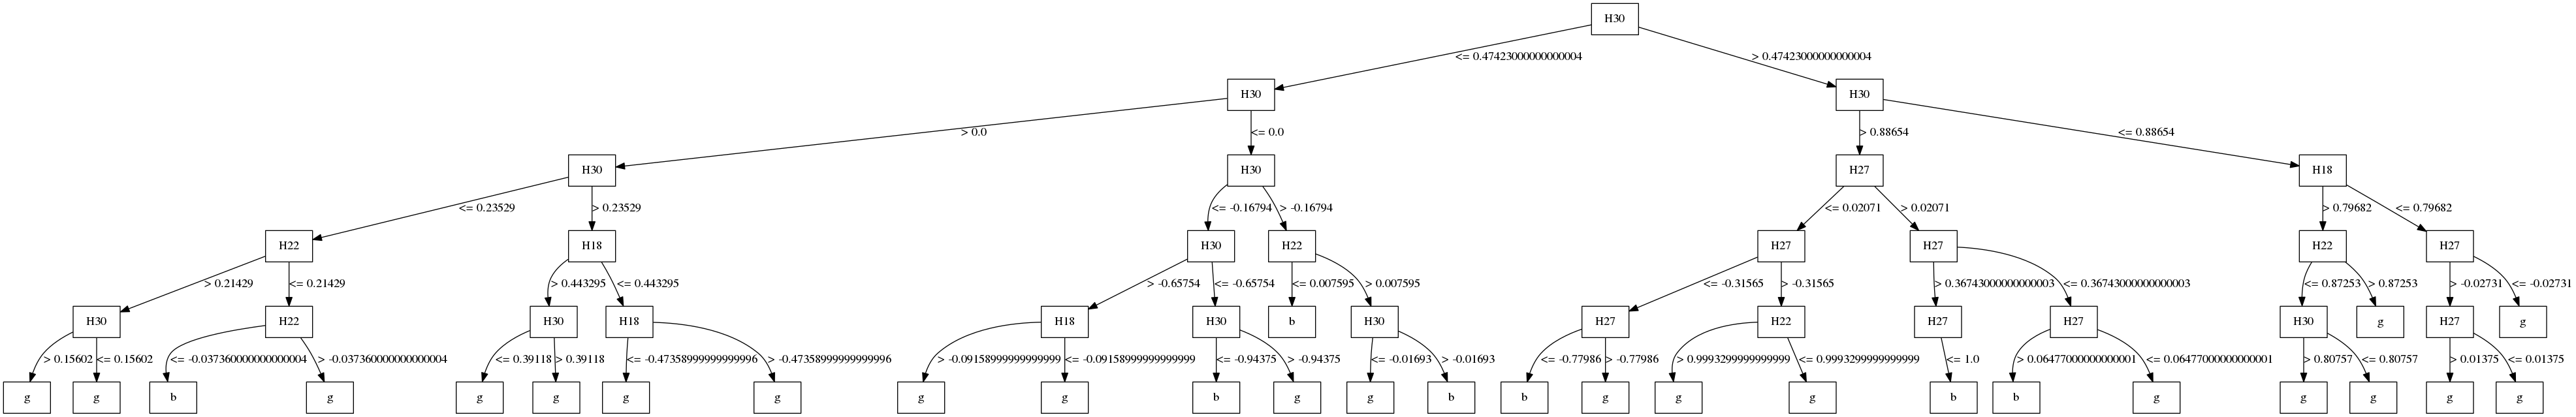 H30
<= 0.47423000000000004 > 0.47423000000000004
H30 H30
> 0.0 <= 0.0 > 0.88654 <= 0.88654
H30 H30 H27 H18
<= 0.23529 > 0.23529 <= -0.16794 > -0.16794 <= 0.02071 > 0.02071 > 0.79682 <= 0.79682
H22 H18 H30 H22 H27 H27 H22 H27
> 0.21429 <= 0.21429 > 0.443295 <= 0.443295 > -0.65754 <= -0.65754 <= 0.007595 > 0.007595 <= -0.31565 > -0.31565 > 0.36743000000000003 <= 0.36743000000000003 <= 0.87253 > 0.87253 > -0.02731 <= -0.02731
H30 H22 H30 H18 H18 H30 b H30 H27 H22 H27 H27 H30 g H27 g
> 0.15602 <= 0.15602 <= -0.037360000000000004 > -0.037360000000000004 <= 0.39118 > 0.39118 <= -0.47358999999999996 > -0.47358999999999996 > -0.09158999999999999 <= -0.09158999999999999 <= -0.94375 > -0.94375 <= -0.01693 > -0.01693 <= -0.77986 > -0.77986 > 0.9993299999999999 <= 0.9993299999999999 <= 1.0 > 0.06477000000000001 <= 0.06477000000000001 > 0.80757 <= 0.80757 > 0.01375 <= 0.01375
g g b g g g g g g g b g g b b g g g b b g g g g g